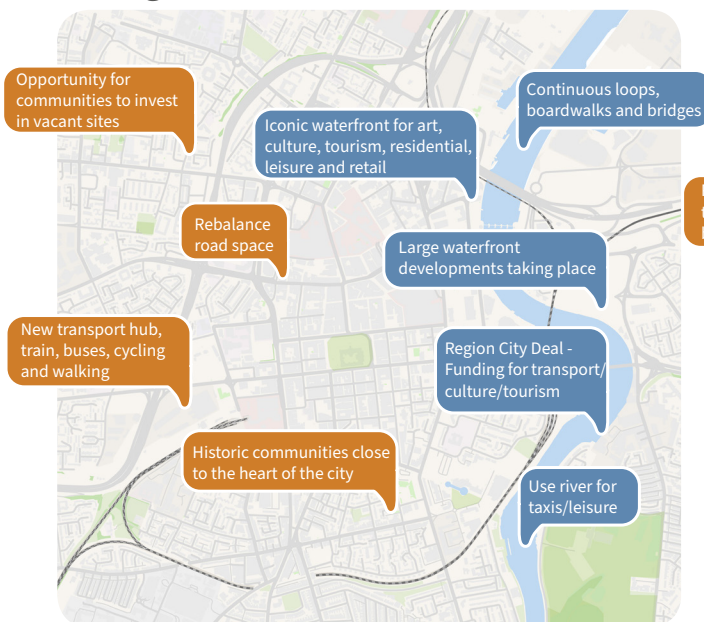 Opportunity for
communities to invest
in vacant sites
Iconic waterfront for art,
culture, tourism, residential,
leisure and retail
Continuous loops,
boardwalks and bridges
Rebalance
road space
Large waterfront
developments taking place
New transport hub,
train, buses, cycling
and walking
Region City Deal -
Funding for transport/
culture/tourism
Historic communities close
to the heart of the city
Use river for
taxis/leisure